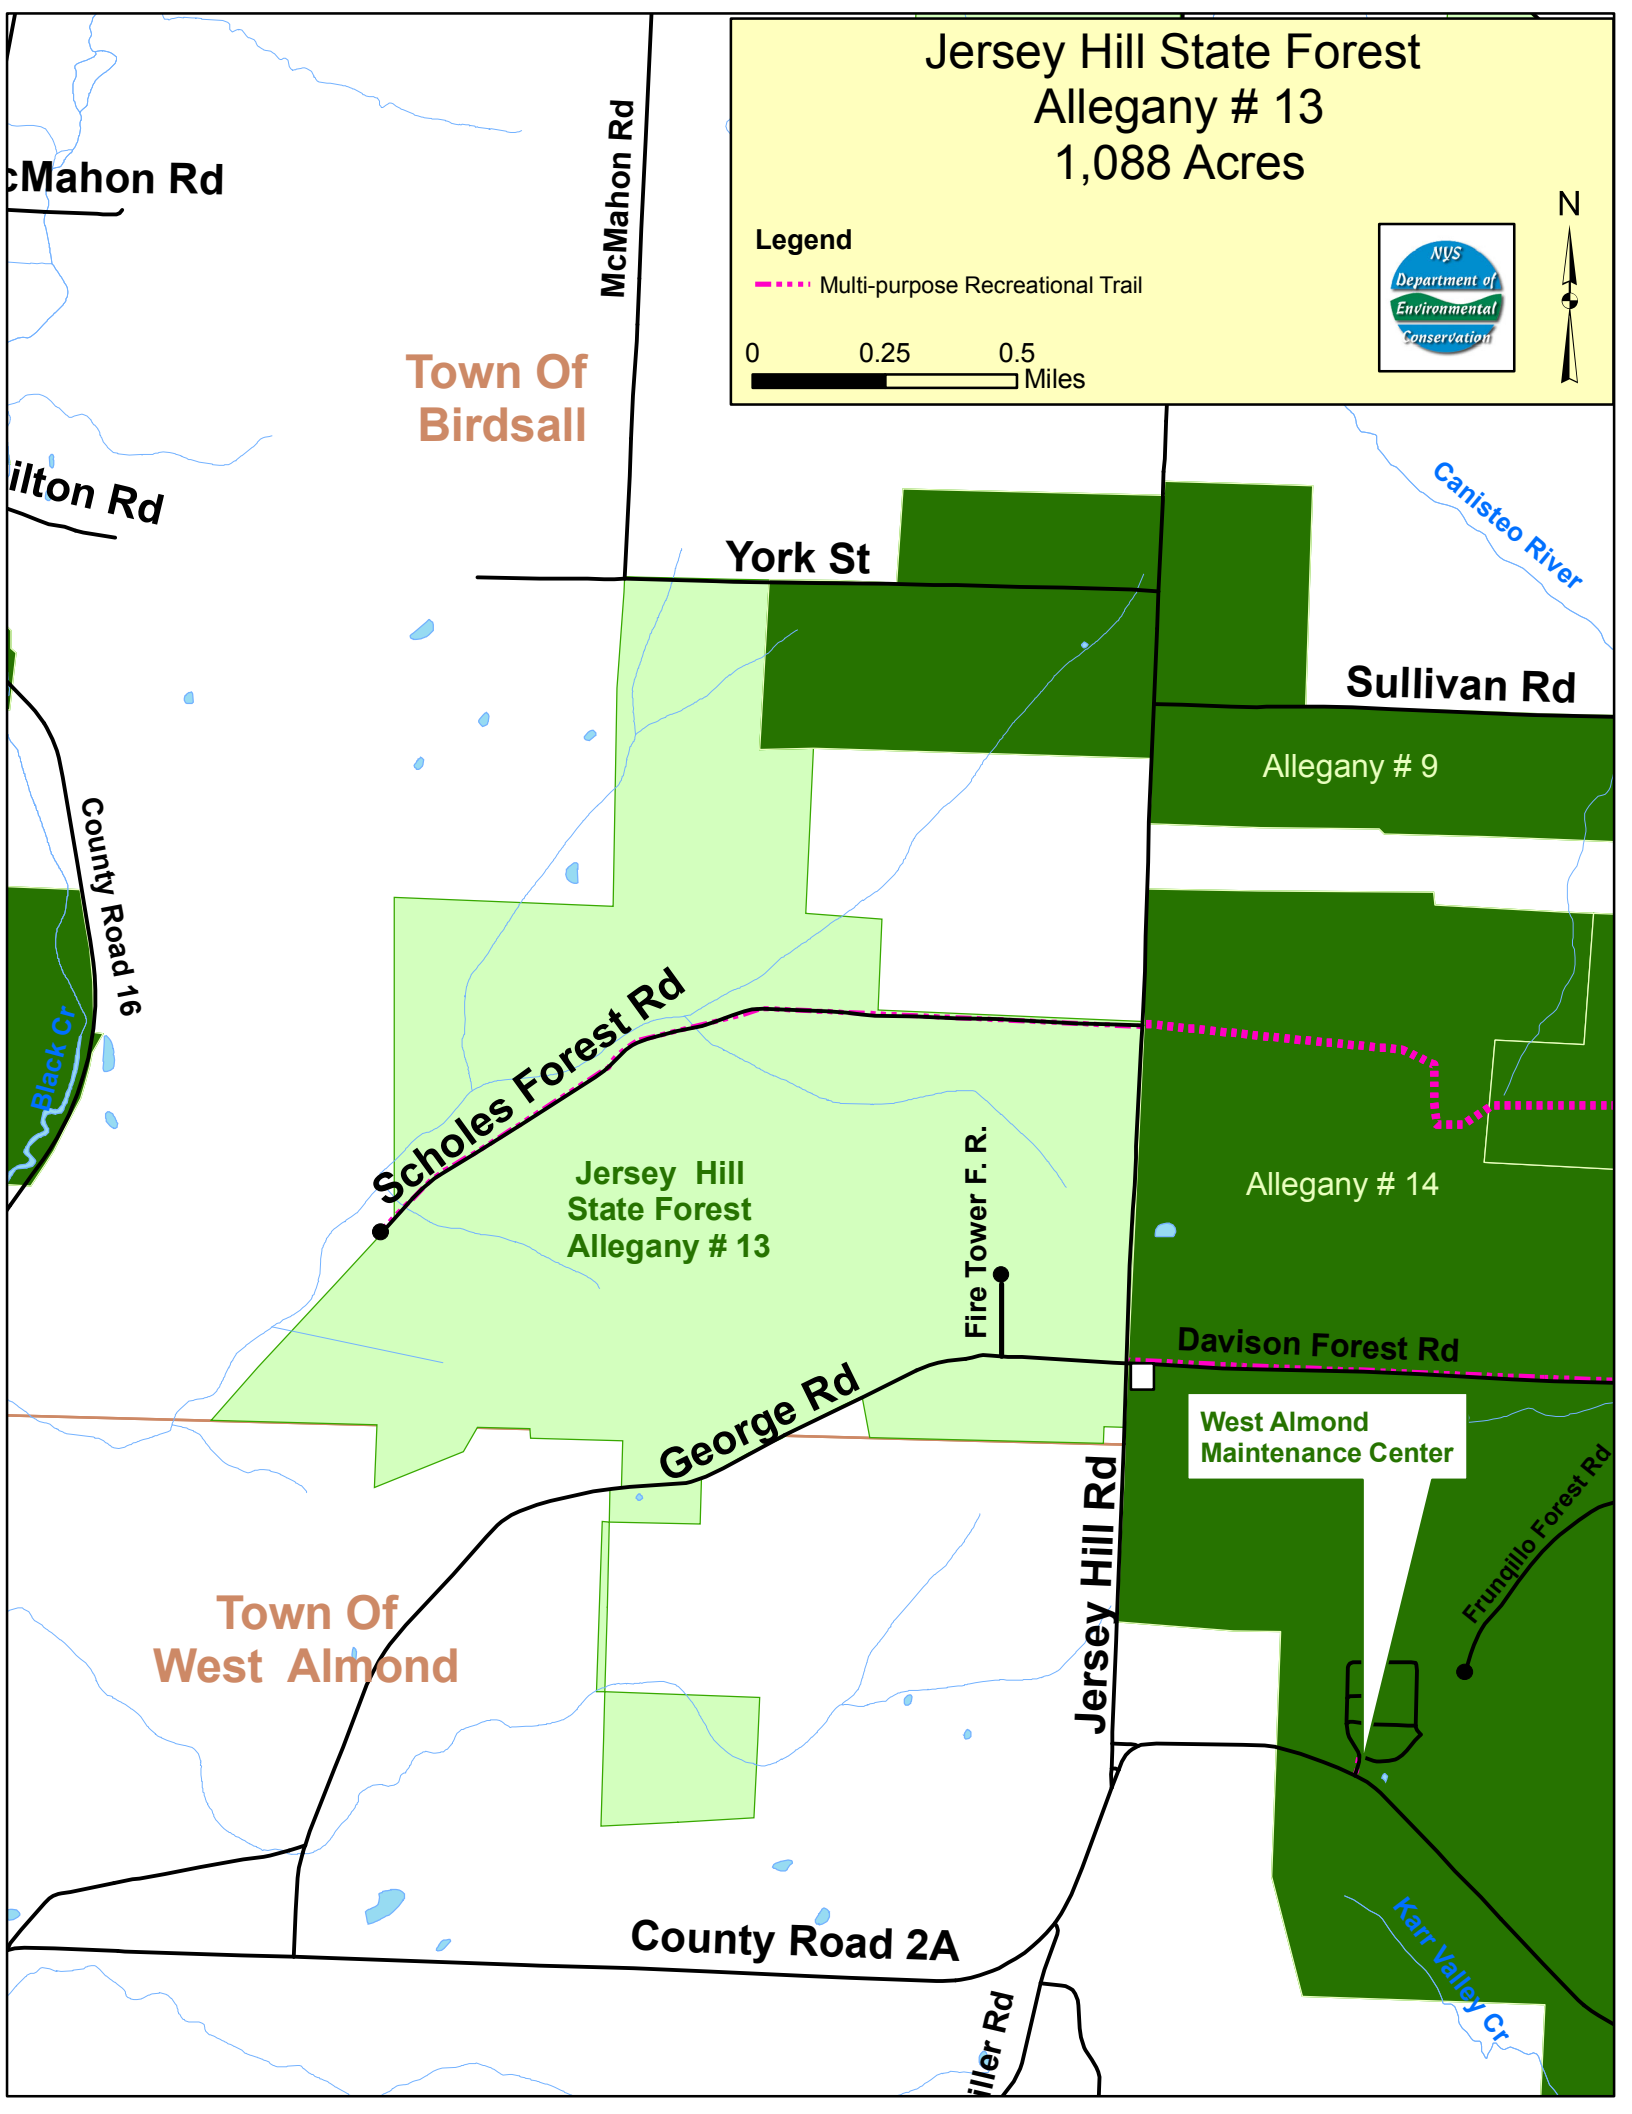 Jersey Hill State Forest
Allegany # 13
1,088 Acres
N
Legend
Multi-purpose Recreational Trail
NYS
Department of
Environmental
Conservation
0 0.25 0.5
Miles
cMahon Rd
McMahon Rd
Town Of
Birdsall
ilton Rd
Canisteo River
York St
Sullivan Rd
Allegany # 9
County Road 16
Black Cr
Scholes Forest Rd
Jersey Hill
State Forest
Allegany # 13
Fire Tower F. R.
Allegany # 14
Davison Forest Rd
George Rd
West Almond
Maintenance Center
Jersey Hill Rd
Frunqillo Forest Rd
Town Of
West Almond
County Road 2A
Karr Valley Cr
iller Rd